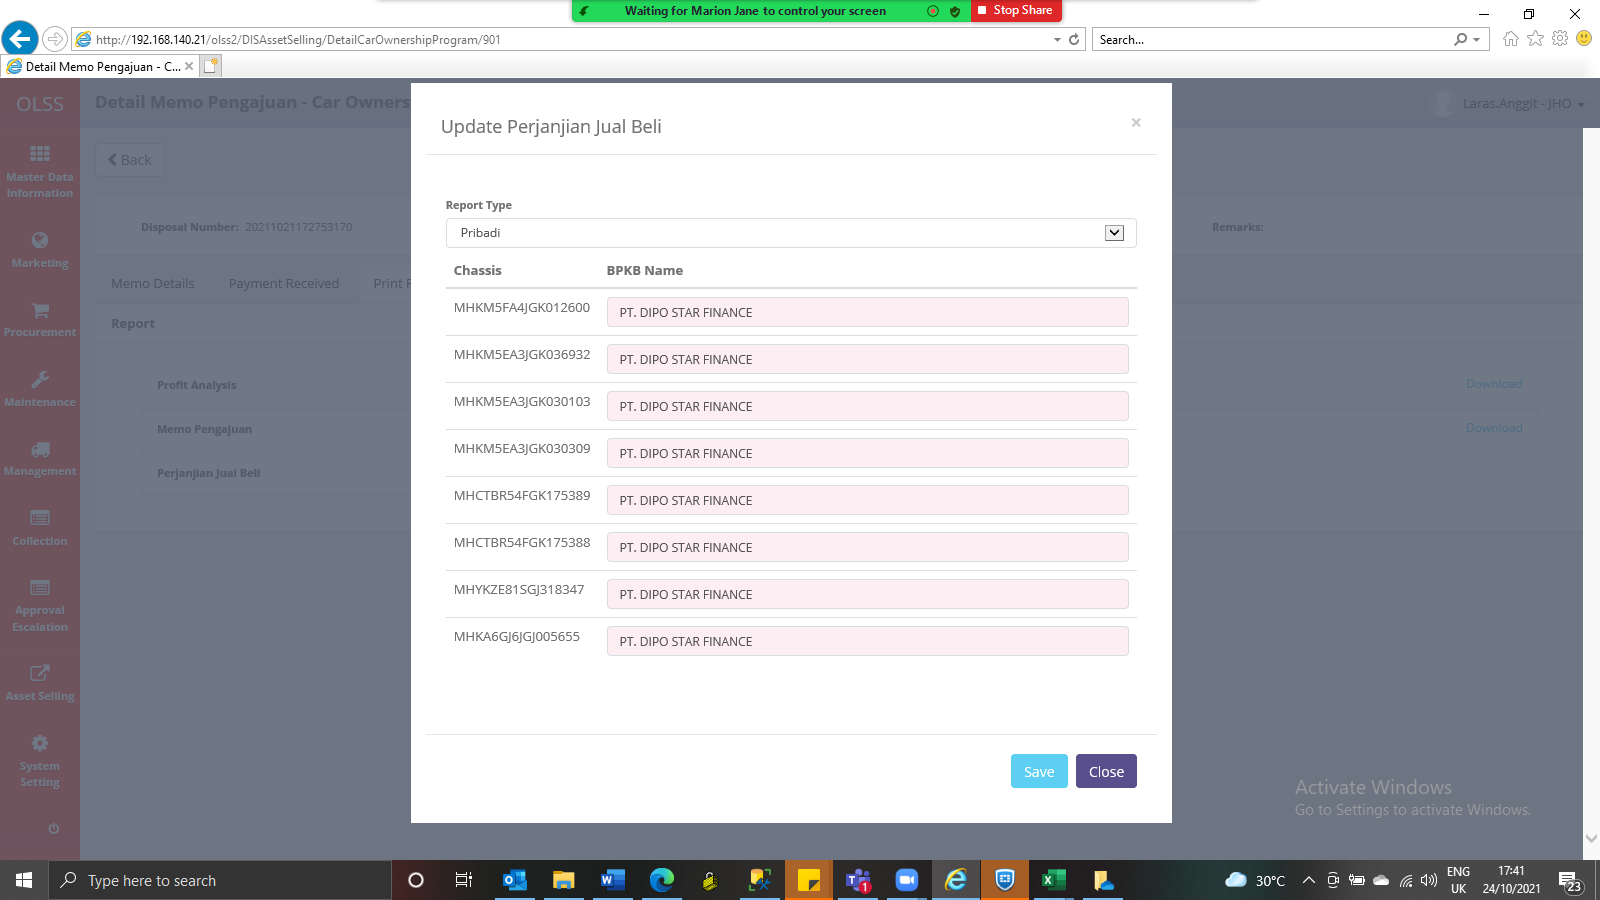 Waiting for Marion Jane to control your screen
Stop Share
http://192.168.140.21/olss2/DISAssetSelling/DetailCarOwnershipProgram/901
Search...
Detail Memo Pengajuan - C...
OLSS
Detail Memo Pengajuan - Car Owners
Laras.Anggit - JHO
Back
Master Data
Information
Marketing
Procurement
Maintenance
Management
Collection
Approval
Escalation
Asset Selling
System
Setting
Disposal Number: 20211021172753170
Remarks:
Memo Details
Payment Received
Print
Report
Profit Analysis
Download
Memo Pengajuan
Download
Perjanjian Jual Beli
Update Perjanjian Jual Beli
×
Report Type
Pribadi
Chassis BPKB Name
MHKM5FA4JGK012600 PT. DIPO STAR FINANCE
MHKM5EA3JGK036932 PT. DIPO STAR FINANCE
MHKM5EA3JGK030103 PT. DIPO STAR FINANCE
MHKM5EA3JGK030309 PT. DIPO STAR FINANCE
MHCTBR54FGK175389 PT. DIPO STAR FINANCE
MHCTBR54FGK175388 PT. DIPO STAR FINANCE
MHYKZE81SGJ318347 PT. DIPO STAR FINANCE
MHKA6GJ6JGJ005655 PT. DIPO STAR FINANCE
Save
Close
Activate Windows
Go to Settings to activate Windows.
Type here to search
1
30°C
ENG
UK
17:41
24/10/2021
23